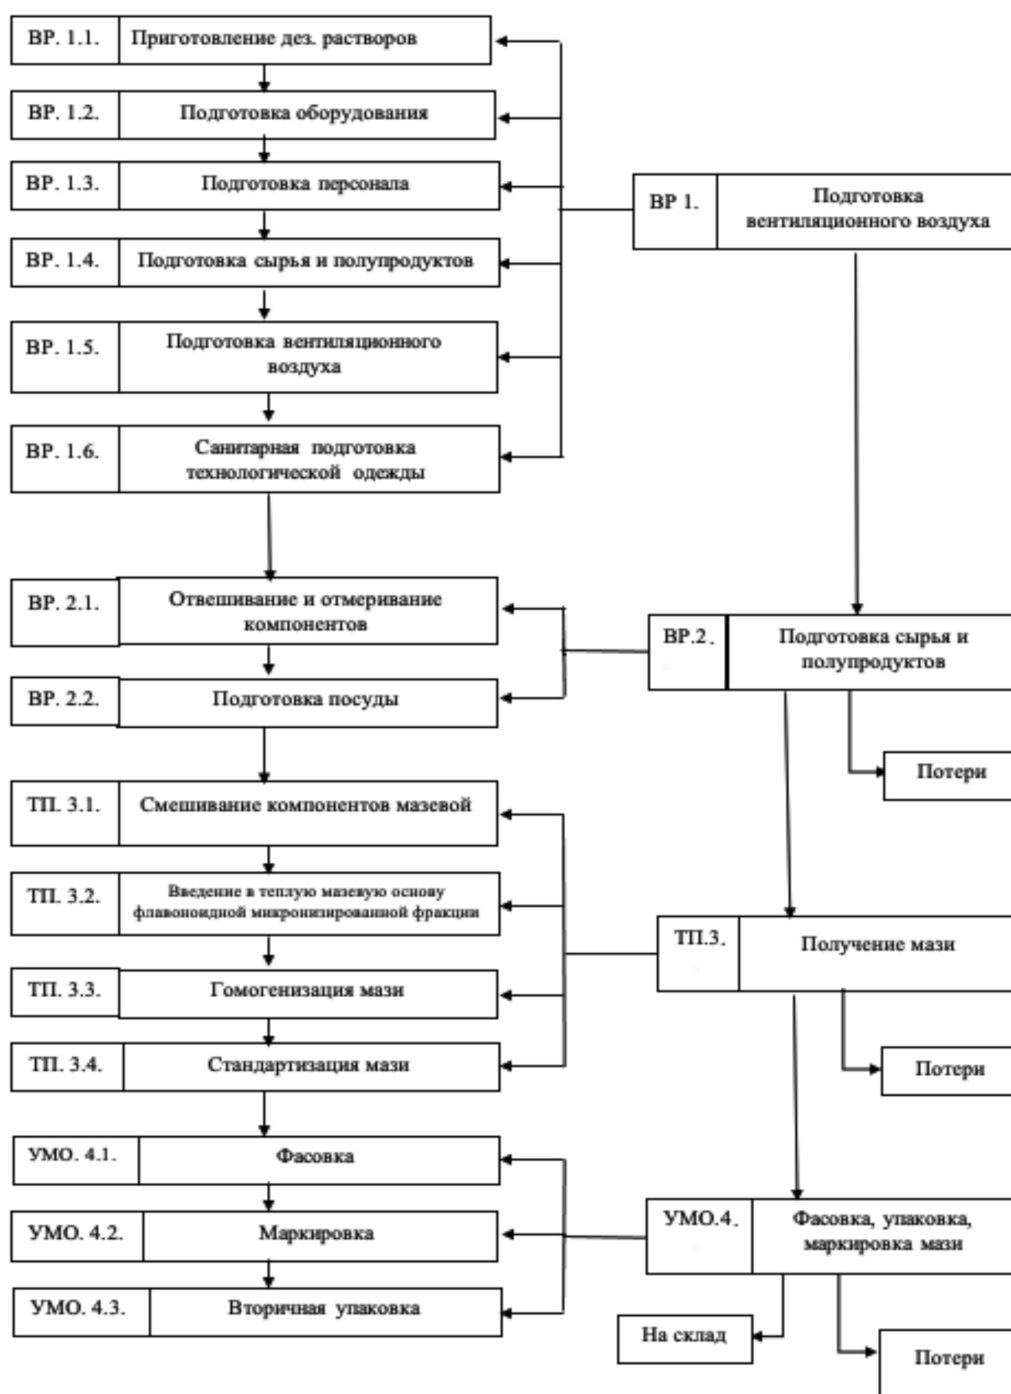 ВР. 1.1. Приготовление дез. растворов
ВР. 1.2. Подготовка оборудования
ВР. 1.3. Подготовка персонала
ВР. 1.4. Подготовка сырья и полупродуктов
ВР. 1.5. Подготовка вентиляционного
воздуха
ВР. 1.6. Санитарная подготовка
технологической одежды
ВР 1. Подготовка
вентиляционного воздуха
ВР. 2.1. Отвешивание и отмеривание
компонентов
ВР. 2.2. Подготовка посуды
ВР.2. Подготовка сырья и
полупродуктов
Потери
ТП. 3.1. Смешивание компонентов мазевой
ТП. 3.2. Введение в теплую мазевую основу
флавоноидной микронизированной фракции
ТП. 3.3. Гомогенизация мази
ТП. 3.4. Стандартизация мази
ТП.3. Получение мази
Потери
УМО. 4.1. Фасовка
УМО. 4.2. Маркировка
УМО. 4.3. Вторичная упаковка
УМО.4. Фасовка, упаковка,
маркировка мази
На склад
Потери